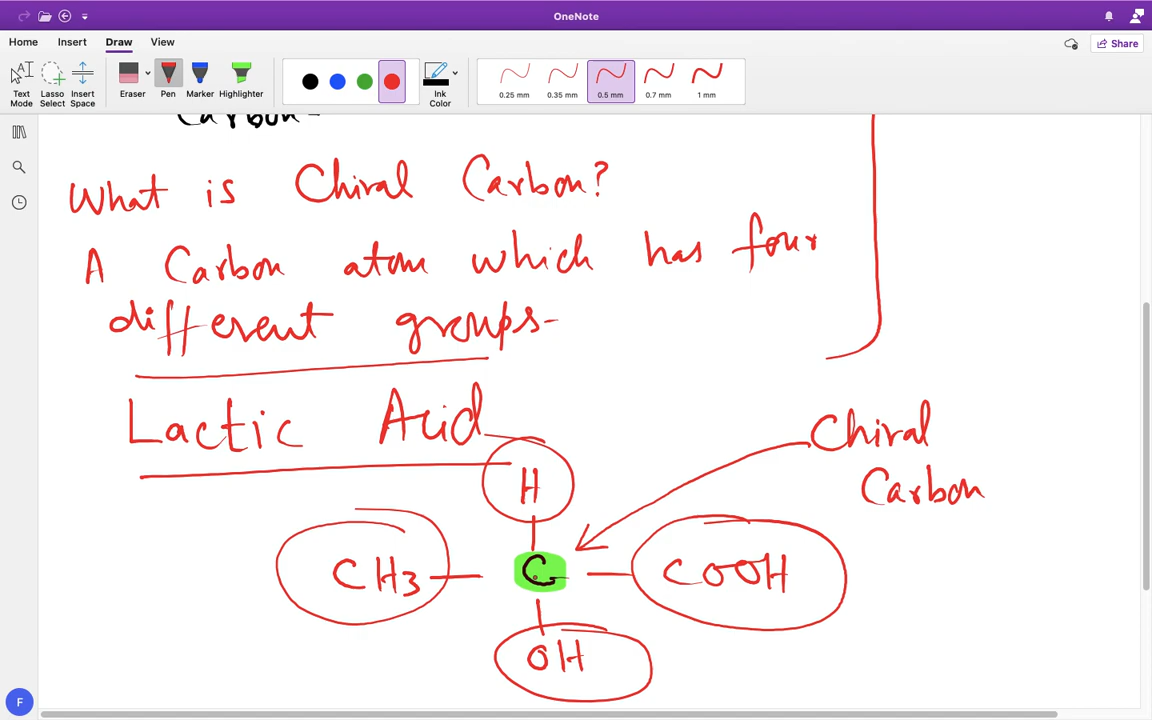 OneNote
Home Insert Draw View
Share
Text Mode Lasso Select Insert Space Eraser Pen Marker Highlighter Ink Color 0.25 mm 0.35 mm 0.5 mm 0.7 mm 1 mm
Carbon-
What is Chiral Carbon?
A Carbon atom which has four
different groups-
Lactic Acid
Chiral
Carbon
H
CH3 - C - COOH
OH
F